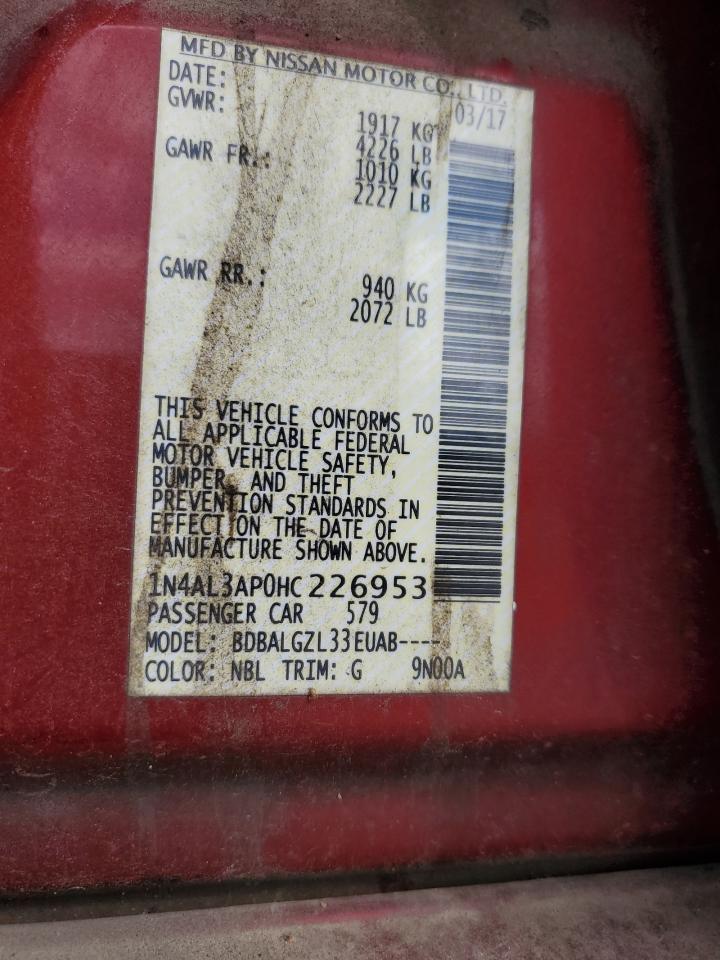 MFD BY NISSAN MOTOR CO., LTD.
DATE: 03/17
GVWR: 1917 KG
4226 LB
GAWR FR.: 1010 KG
2227 LB
GAWR RR.: 940 KG
2072 LB
THIS VEHICLE CONFORMS TO
ALL APPLICABLE FEDERAL
MOTOR VEHICLE SAFETY,
BUMPER, AND THEFT
PREVENTION STANDARDS IN
EFFECT ON THE DATE OF
MANUFACTURE SHOWN ABOVE.
1N4AL3AP0HC226953
PASSENGER CAR 579
MODEL: BDBALGZL33EUAB----
COLOR: NBL TRIM: G 9N00A